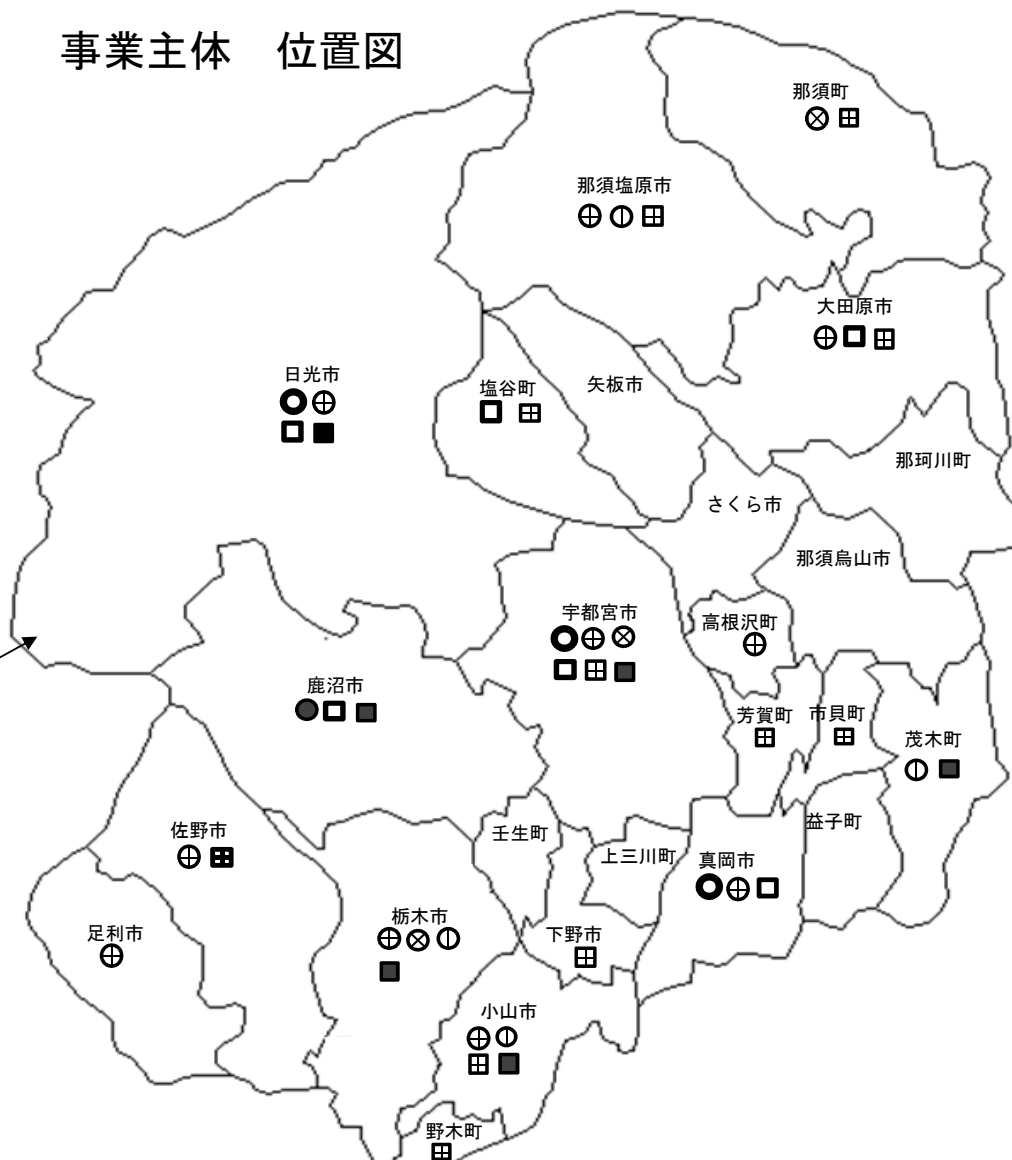 事業主体　位置図
那須町
那須塩原市
大田原市
日光市
塩谷町
矢板市
那珂川町
さくら市
那須烏山市
宇都宮市
高根沢町
鹿沼市
芳賀町
市貝町
茂木町
佐野市
壬生町
上三川町
真岡市
益子町
足利市
栃木市
下野市
小山市
野木町